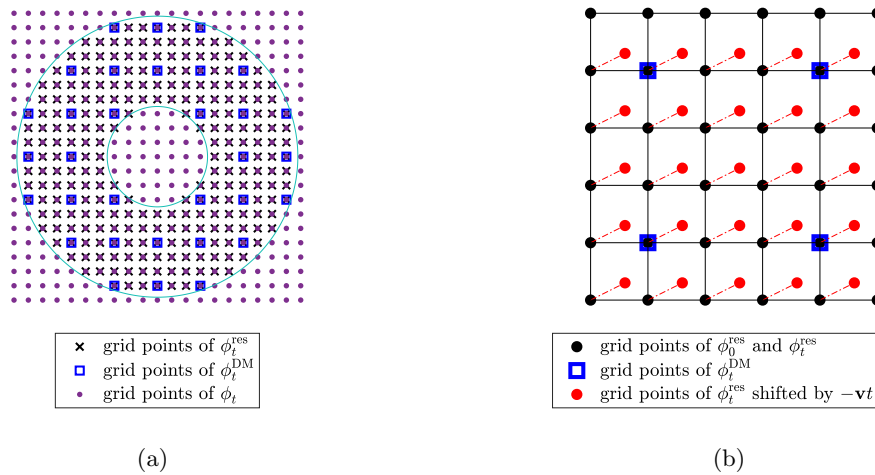 grid points of ϕ_t^res
grid points of ϕ_t^DM
grid points of ϕ_t
(a)
grid points of ϕ_0^res and ϕ_t^res
grid points of ϕ_t^DM
grid points of ϕ_t^res shifted by −vt
(b)